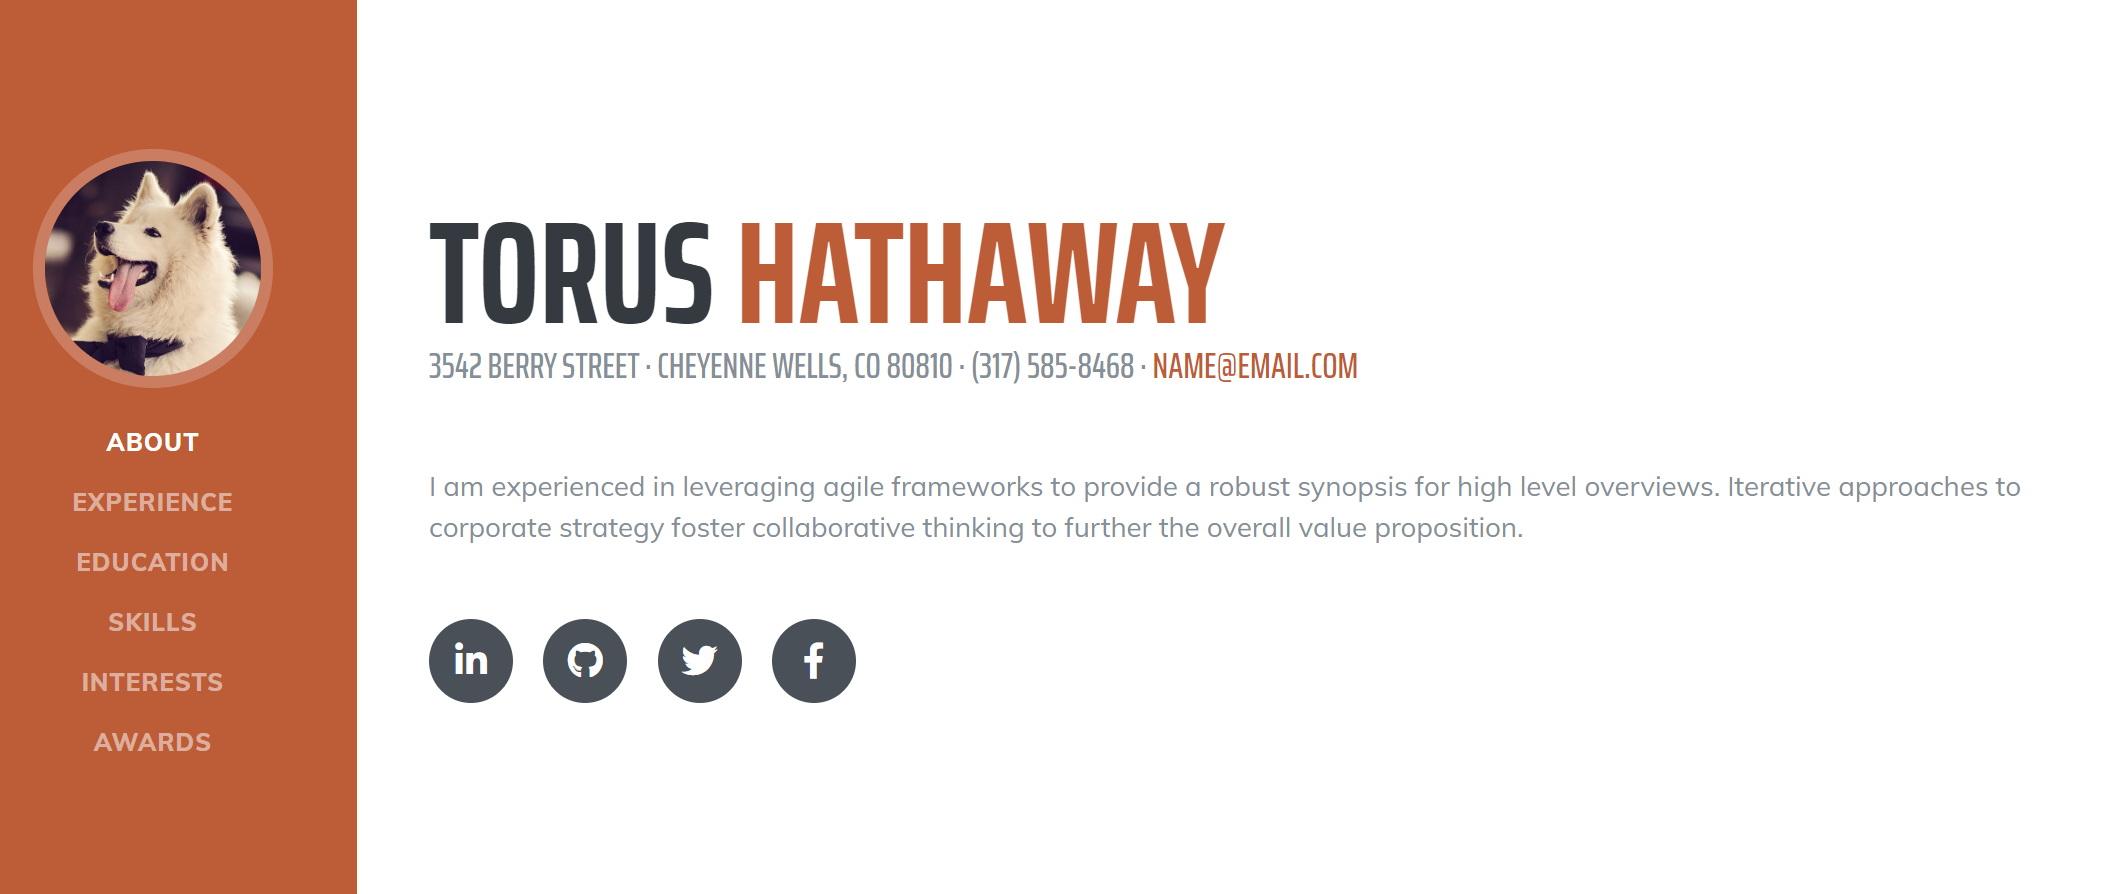 ABOUT
EXPERIENCE
EDUCATION
SKILLS
INTERESTS
AWARDS
TORUS HATHAWAY
3542 BERRY STREET · CHEYENNE WELLS, CO 80810 · (317) 585-8468 · NAME@EMAIL.COM
I am experienced in leveraging agile frameworks to provide a robust synopsis for high level overviews. Iterative approaches to
corporate strategy foster collaborative thinking to further the overall value proposition.